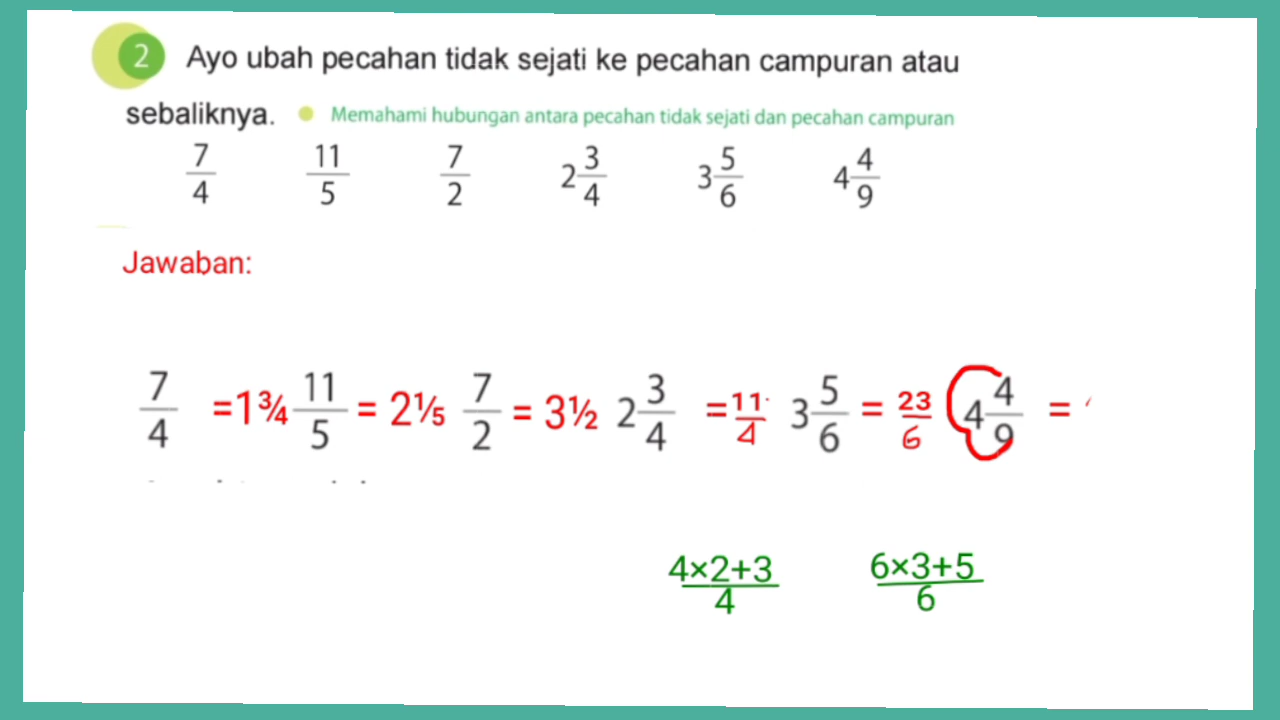 2 Ayo ubah pecahan tidak sejati ke pecahan campuran atau
sebaliknya. Memahami hubungan antara pecahan tidak sejati dan pecahan campuran
7/4 11/5 7/2 2 3/4 3 5/6 4 4/9
Jawaban:
7/4 =1¾ 11/5 = 2⅕ 7/2 = 3½ 2 3/4 = 11/4 3 5/6 = 23/6 4 4/9 =
4×2+3/4 6×3+5/6